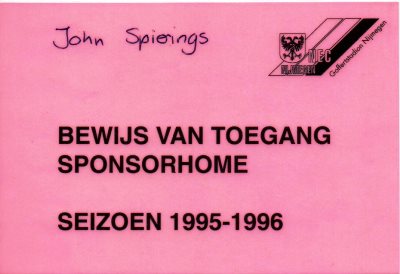 John Spierings
NEC
NIJMEGEN
Goffertstadion Nijmegen
BEWIJS VAN TOEGANG
SPONSORHOME
SEIZOEN 1995-1996